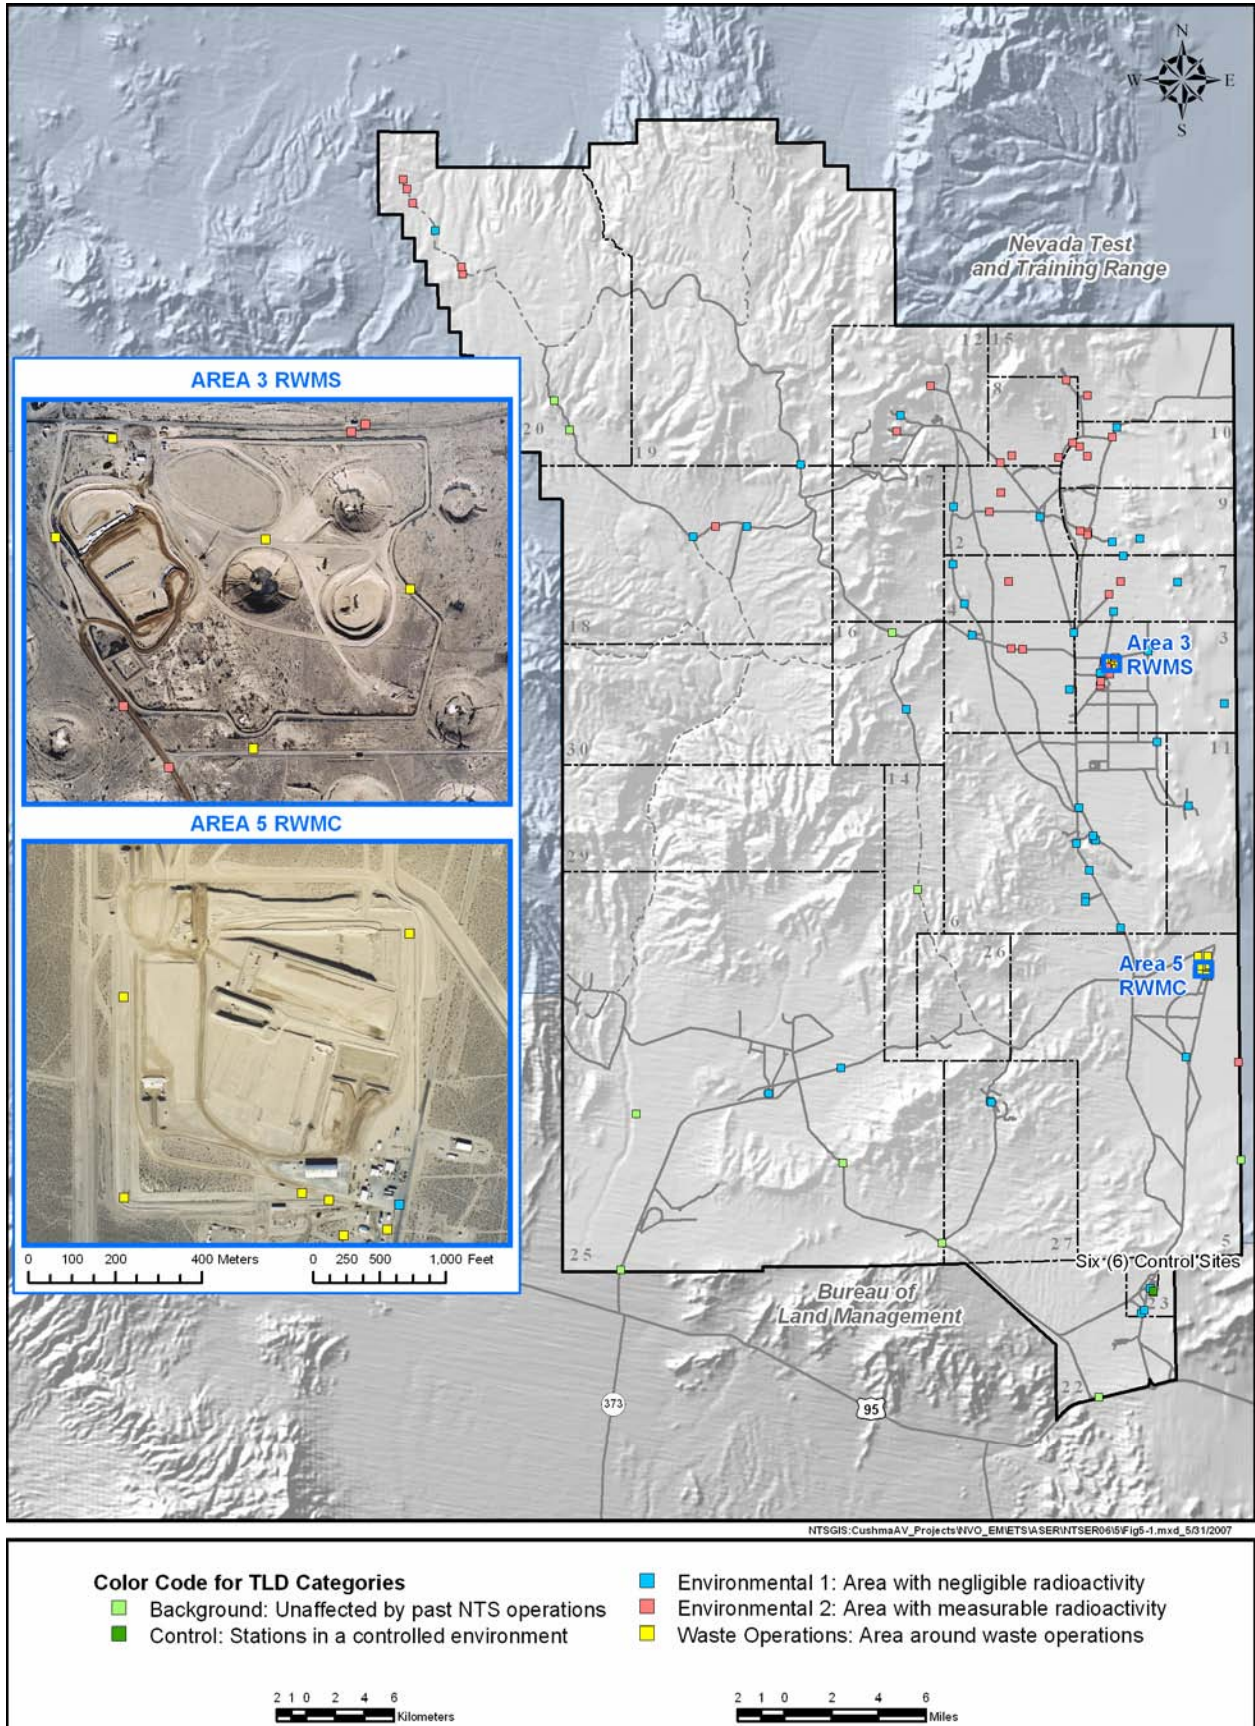 N
W E
S
Nevada Test
and Training Range
AREA 3 RWMS
12 15
8
20
19
10
17
9
2
7
18
16
4
3
Area 3
RWMS
1
30
14
11
AREA 5 RWMC
29
6
26
Area 5
RWMC
0 100 200 400 Meters
0 250 500 1,000 Feet
25
27
5
Six (6) Control Sites
23
Bureau of
Land Management
22
373
95
NTSGIS:CushmaAV_Projects\NVO_EM\ETS\ASER\NTSER06\5\Fig5-1.mxd_5/31/2007
Color Code for TLD Categories
Background: Unaffected by past NTS operations
Control: Stations in a controlled environment
Environmental 1: Area with negligible radioactivity
Environmental 2: Area with measurable radioactivity
Waste Operations: Area around waste operations
2 1 0 2 4 6
Kilometers
2 1 0 2 4 6
Miles